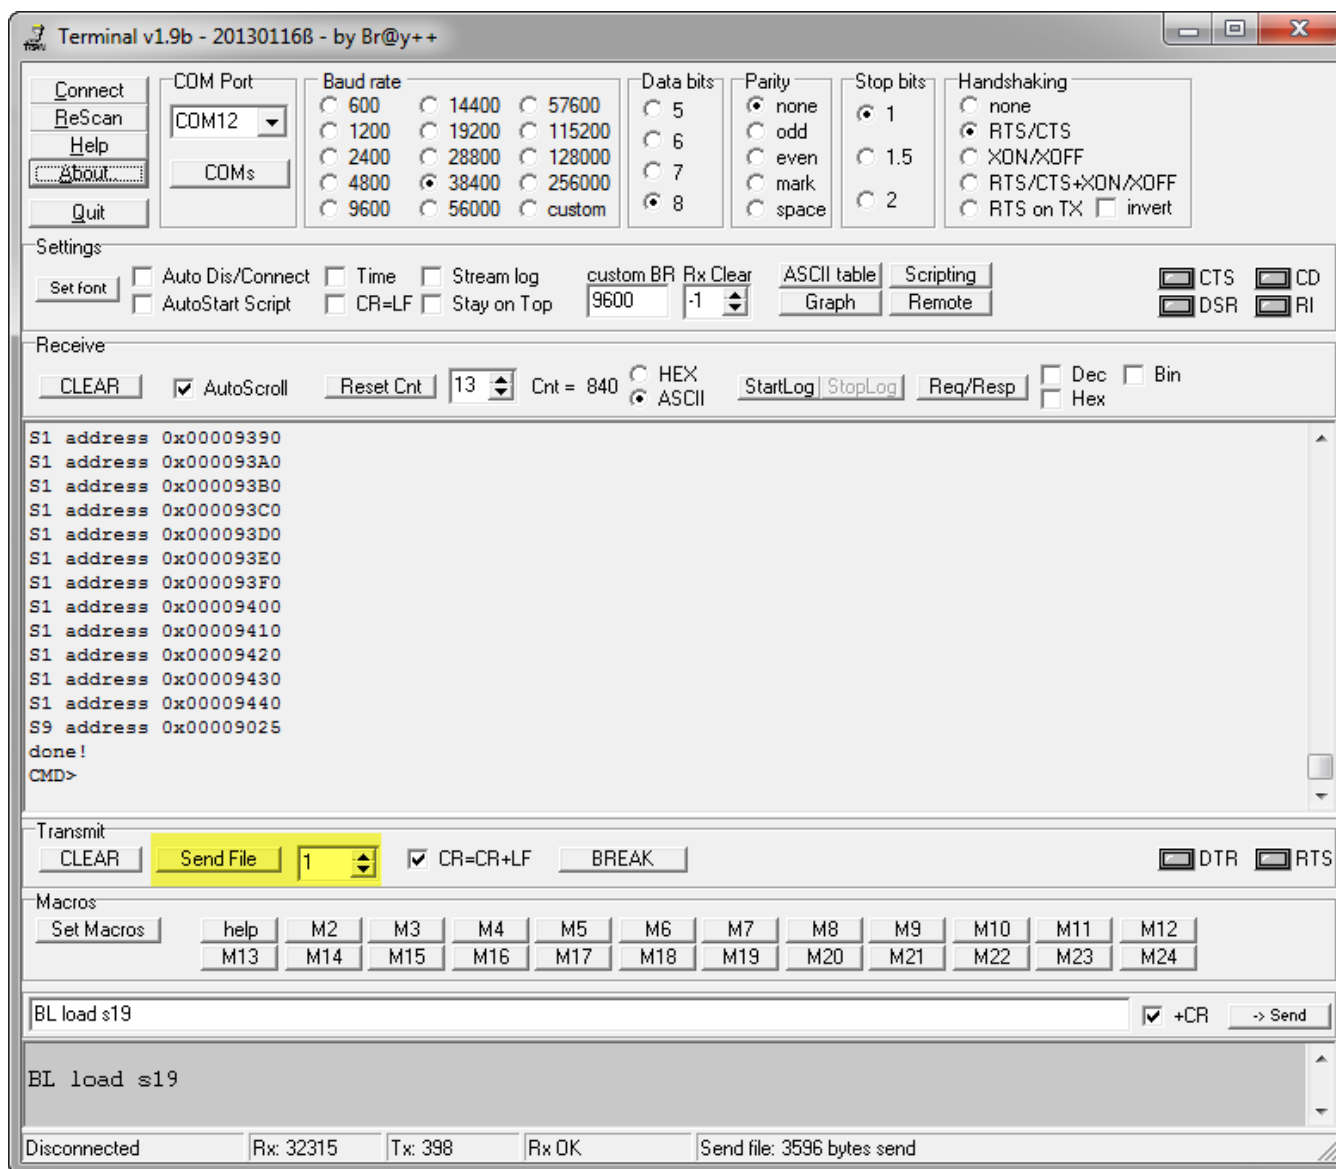 Terminal v1.9b - 20130116ß - by Br@y++
Connect
ReScan
Help
About..
Quit
COM Port
COM12
COMs
Baud rate
600 14400 57600
1200 19200 115200
2400 28800 128000
4800 38400 256000
9600 56000 custom
Data bits
5
6
7
8
Parity
none
odd
even
mark
space
Stop bits
1
1.5
2
Handshaking
none
RTS/CTS
XON/XOFF
RTS/CTS+XON/XOFF
RTS on TX invert
Settings
Set font
Auto Dis/Connect Time Stream log
AutoStart Script CR=LF Stay on Top
custom BR Rx Clear
9600 -1
ASCII table Scripting
Graph Remote
CTS CD
DSR RI
Receive
CLEAR AutoScroll Reset Cnt 13 Cnt = 840
HEX
ASCII
StartLog StopLog Req/Resp
Dec Bin
Hex
S1 address 0x00009390
S1 address 0x000093A0
S1 address 0x000093B0
S1 address 0x000093C0
S1 address 0x000093D0
S1 address 0x000093E0
S1 address 0x000093F0
S1 address 0x00009400
S1 address 0x00009410
S1 address 0x00009420
S1 address 0x00009430
S1 address 0x00009440
S9 address 0x00009025
done!
CMD>
Transmit
CLEAR Send File 1 CR=CR+LF BREAK DTR RTS
Macros
Set Macros help M2 M3 M4 M5 M6 M7 M8 M9 M10 M11 M12
M13 M14 M15 M16 M17 M18 M19 M20 M21 M22 M23 M24
BL load s19 +CR -> Send
BL load s19
Disconnected Rx: 32315 Tx: 398 Rx OK Send file: 3596 bytes send